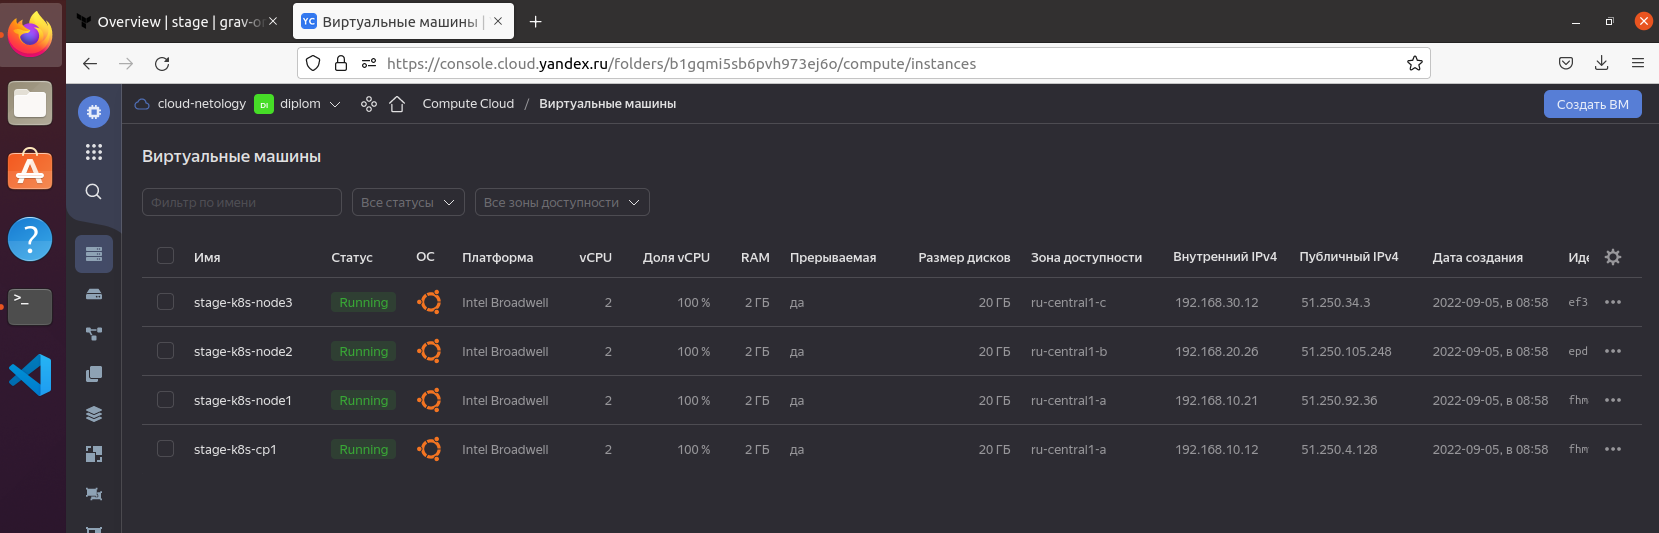 Overview | stage | grav-o
Виртуальные машины |
https://console.cloud.yandex.ru/folders/b1gqmi5sb6pvh973ej6o/compute/instances
cloud-netology DI diplom Compute Cloud / Виртуальные машины Создать ВМ
Виртуальные машины
Фильтр по имени Все статусы Все зоны доступности
Имя Статус ОС Платформа vCPU Доля vCPU RAM Прерываемая Размер дисков Зона доступности Внутренний IPv4 Публичный IPv4 Дата создания Иде
stage-k8s-node3 Running Intel Broadwell 2 100 % 2 ГБ да 20 ГБ ru-central1-c 192.168.30.12 51.250.34.3 2022-09-05, в 08:58 ef3
stage-k8s-node2 Running Intel Broadwell 2 100 % 2 ГБ да 20 ГБ ru-central1-b 192.168.20.26 51.250.105.248 2022-09-05, в 08:58 epd
stage-k8s-node1 Running Intel Broadwell 2 100 % 2 ГБ да 20 ГБ ru-central1-a 192.168.10.21 51.250.92.36 2022-09-05, в 08:58 fhm
stage-k8s-cp1 Running Intel Broadwell 2 100 % 2 ГБ да 20 ГБ ru-central1-a 192.168.10.12 51.250.4.128 2022-09-05, в 08:58 fhm